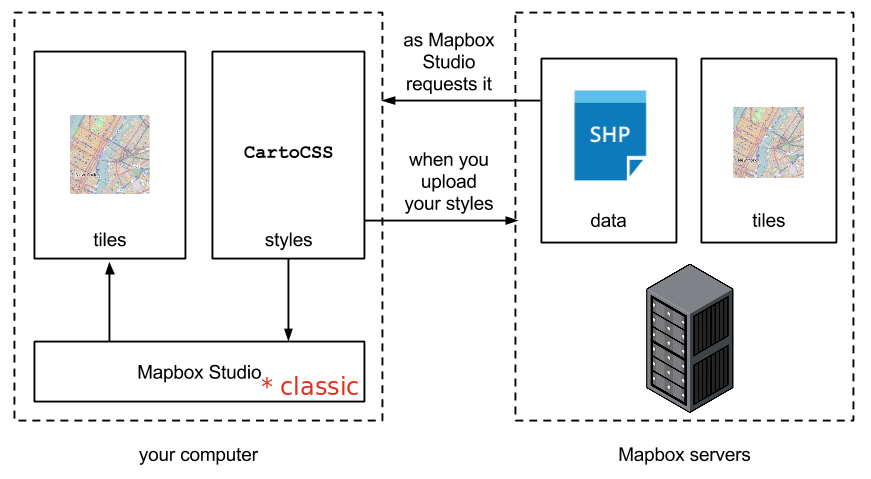 CartoCSS
tiles
styles
Mapbox Studio
* classic
your computer
as Mapbox
Studio
requests it
when you
upload
your styles
SHP
data
tiles
Mapbox servers